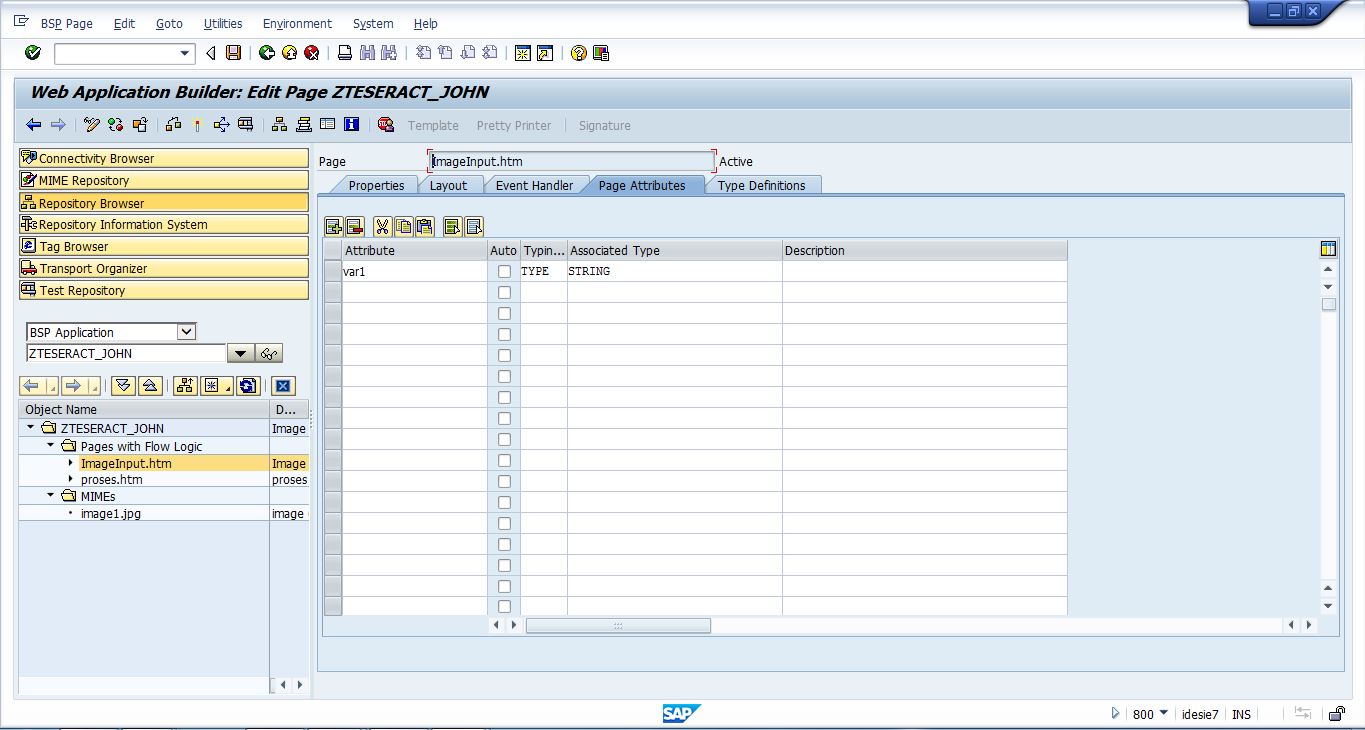 BSP Page Edit Goto Utilities Environment System Help
Web Application Builder: Edit Page ZTESERACT_JOHN
Template Pretty Printer Signature
Connectivity Browser
MIME Repository
Repository Browser
Repository Information System
Tag Browser
Transport Organizer
Test Repository
BSP Application
ZTESERACT_JOHN
Object Name D...
ZTESERACT_JOHN Image
Pages with Flow Logic
ImageInput.htm Image
proses.htm proses
MIMEs
image1.jpg image
Page ImageInput.htm Active
Properties Layout Event Handler Page Attributes Type Definitions
Attribute Auto Typin... Associated Type Description
var1 TYPE STRING
SAP
800 idesie7 INS